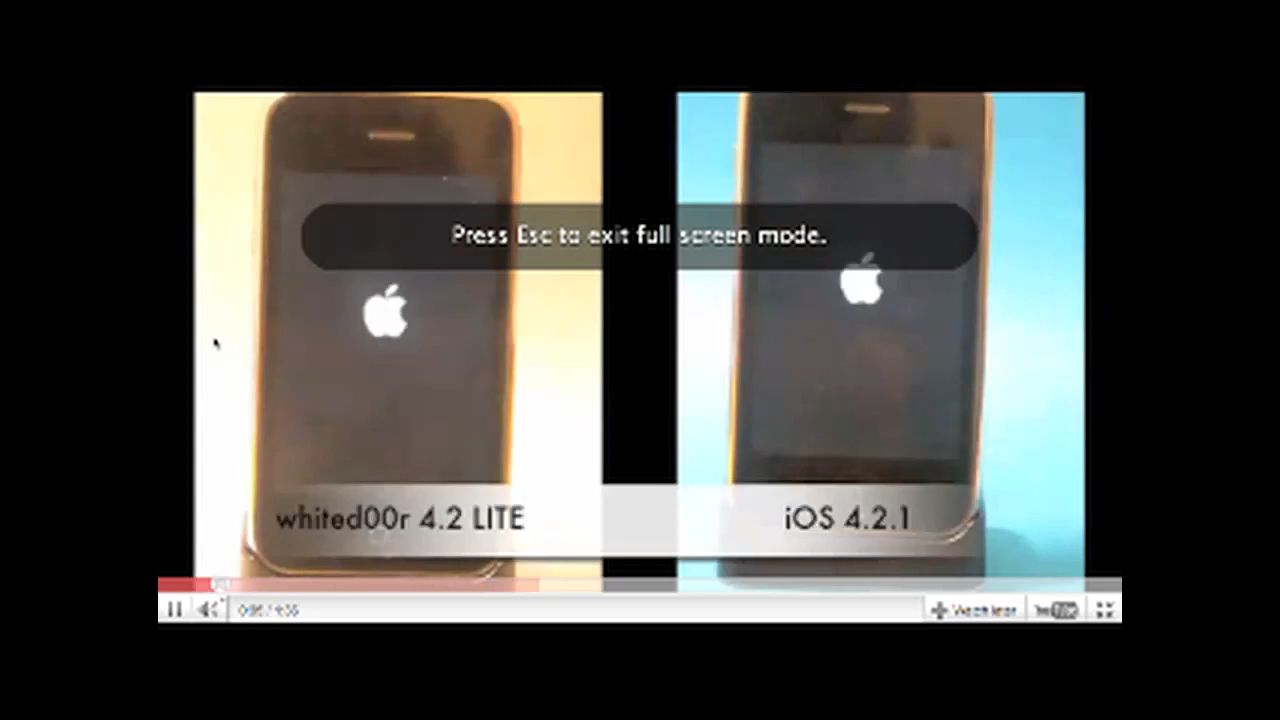 Press Esc to exit full screen mode.
whited00r 4.2 LITE
iOS 4.2.1